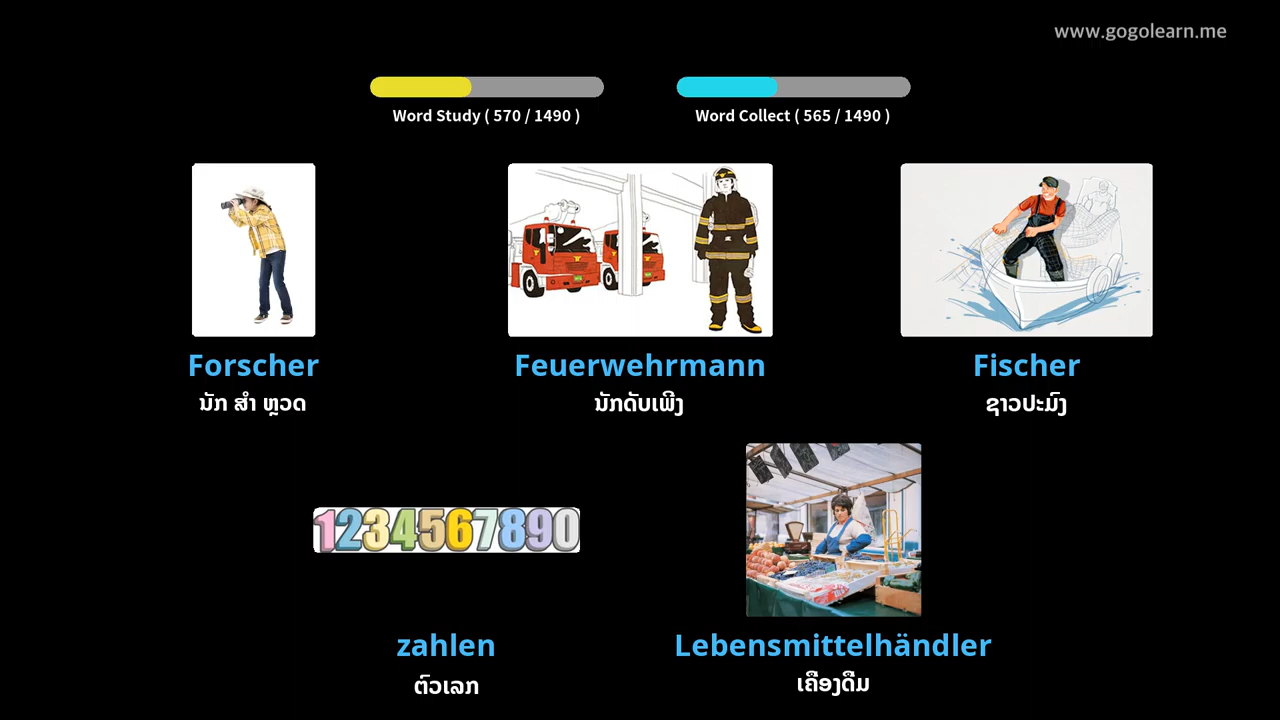 www.gogolearn.me
Word Study ( 570 / 1490 )
Word Collect ( 565 / 1490 )
Forscher
ນັກ ສຳ ຫຼວດ
Feuerwehrmann
ນັກດັບເພີງ
Fischer
ຊາວປະມົງ
1234567890
zahlen
ຕົວເລກ
Lebensmittelhändler
ເຄືອງດືມ